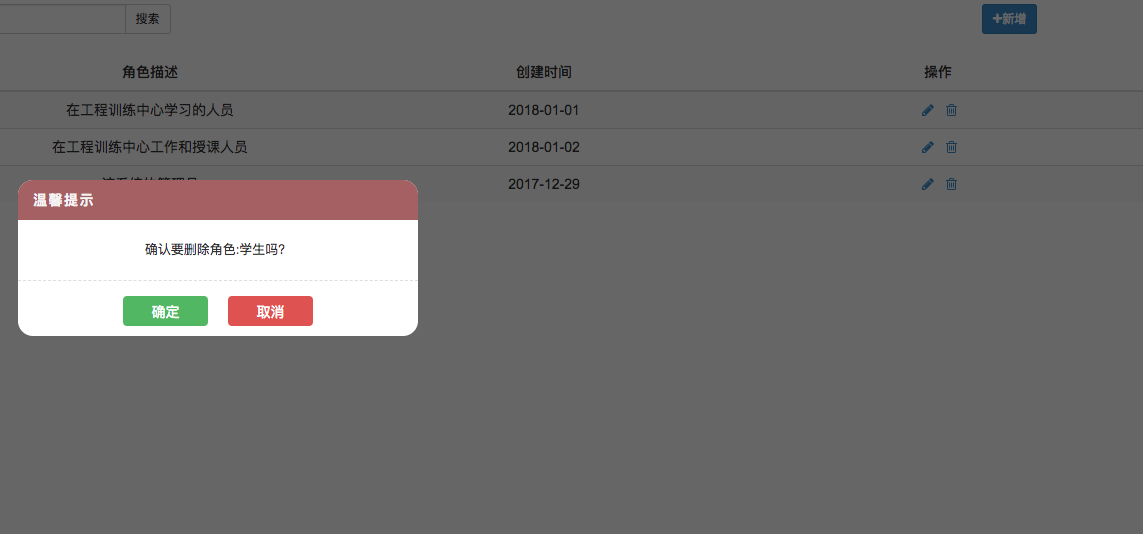 搜索
新增
角色描述 创建时间 操作
在工程训练中心学习的人员 2018-01-01
在工程训练中心工作和授课人员 2018-01-02
2017-12-29
温馨提示
确认要删除角色:学生吗?
确定 取消